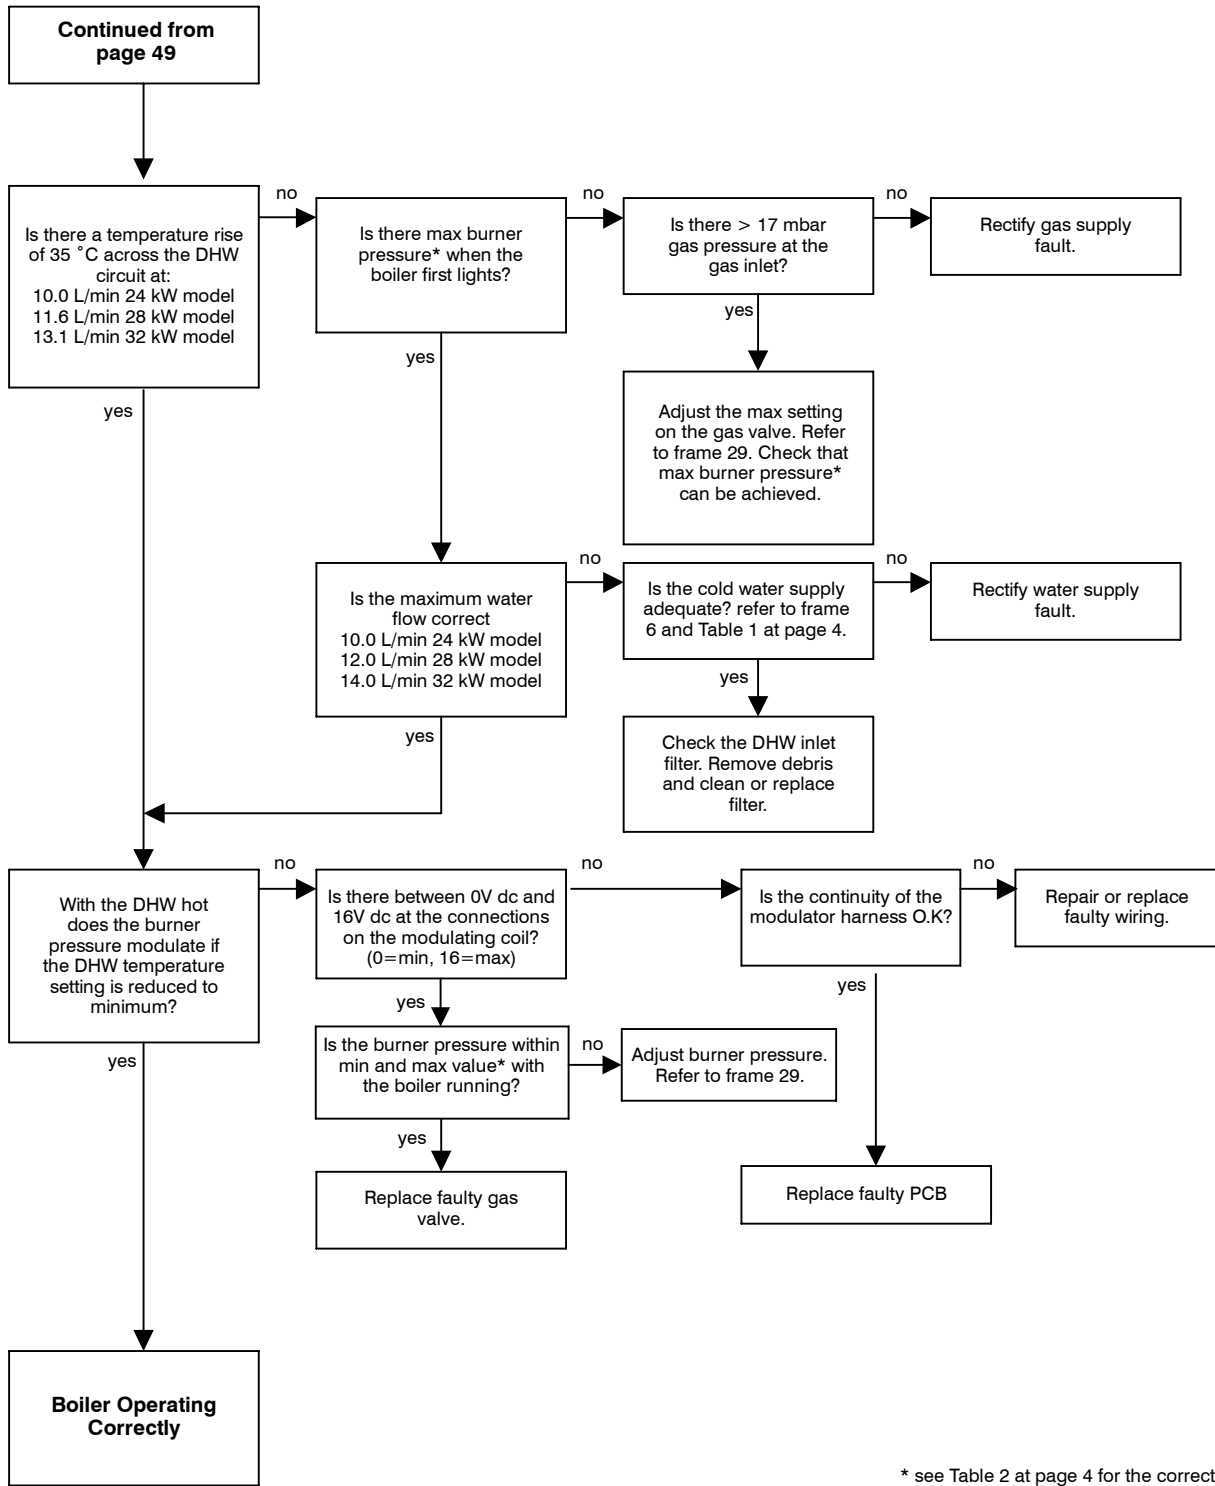 Continued from
page 49
no
no
no
Is there a temperature rise
of 35 ˚C across the DHW
circuit at:
10.0 L/min 24 kW model
11.6 L/min 28 kW model
13.1 L/min 32 kW model
Is there max burner
pressure* when the
boiler first lights?
Is there > 17 mbar
gas pressure at the
gas inlet?
Rectify gas supply
fault.
yes
yes
yes
Adjust the max setting
on the gas valve. Refer
to frame 29. Check that
max burner pressure*
can be achieved.
no
no
Is the maximum water
flow correct
10.0 L/min 24 kW model
12.0 L/min 28 kW model
14.0 L/min 32 kW model
Is the cold water supply
adequate? refer to frame
6 and Table 1 at page 4.
Rectify water supply
fault.
yes
yes
Check the DHW inlet
filter. Remove debris
and clean or replace
filter.
no
no
no
With the DHW hot
does the burner
pressure modulate if
the DHW temperature
setting is reduced to
minimum?
Is there between 0V dc and
16V dc at the connections
on the modulating coil?
(0=min, 16=max)
Is the continuity of the
modulator harness O.K?
Repair or replace
faulty wiring.
yes
yes
yes
Is the burner pressure within
min and max value* with
the boiler running?
no
Adjust burner pressure.
Refer to frame 29.
yes
Replace faulty gas
valve.
Replace faulty PCB
Boiler Operating
Correctly
* see Table 2 at page 4 for the correct